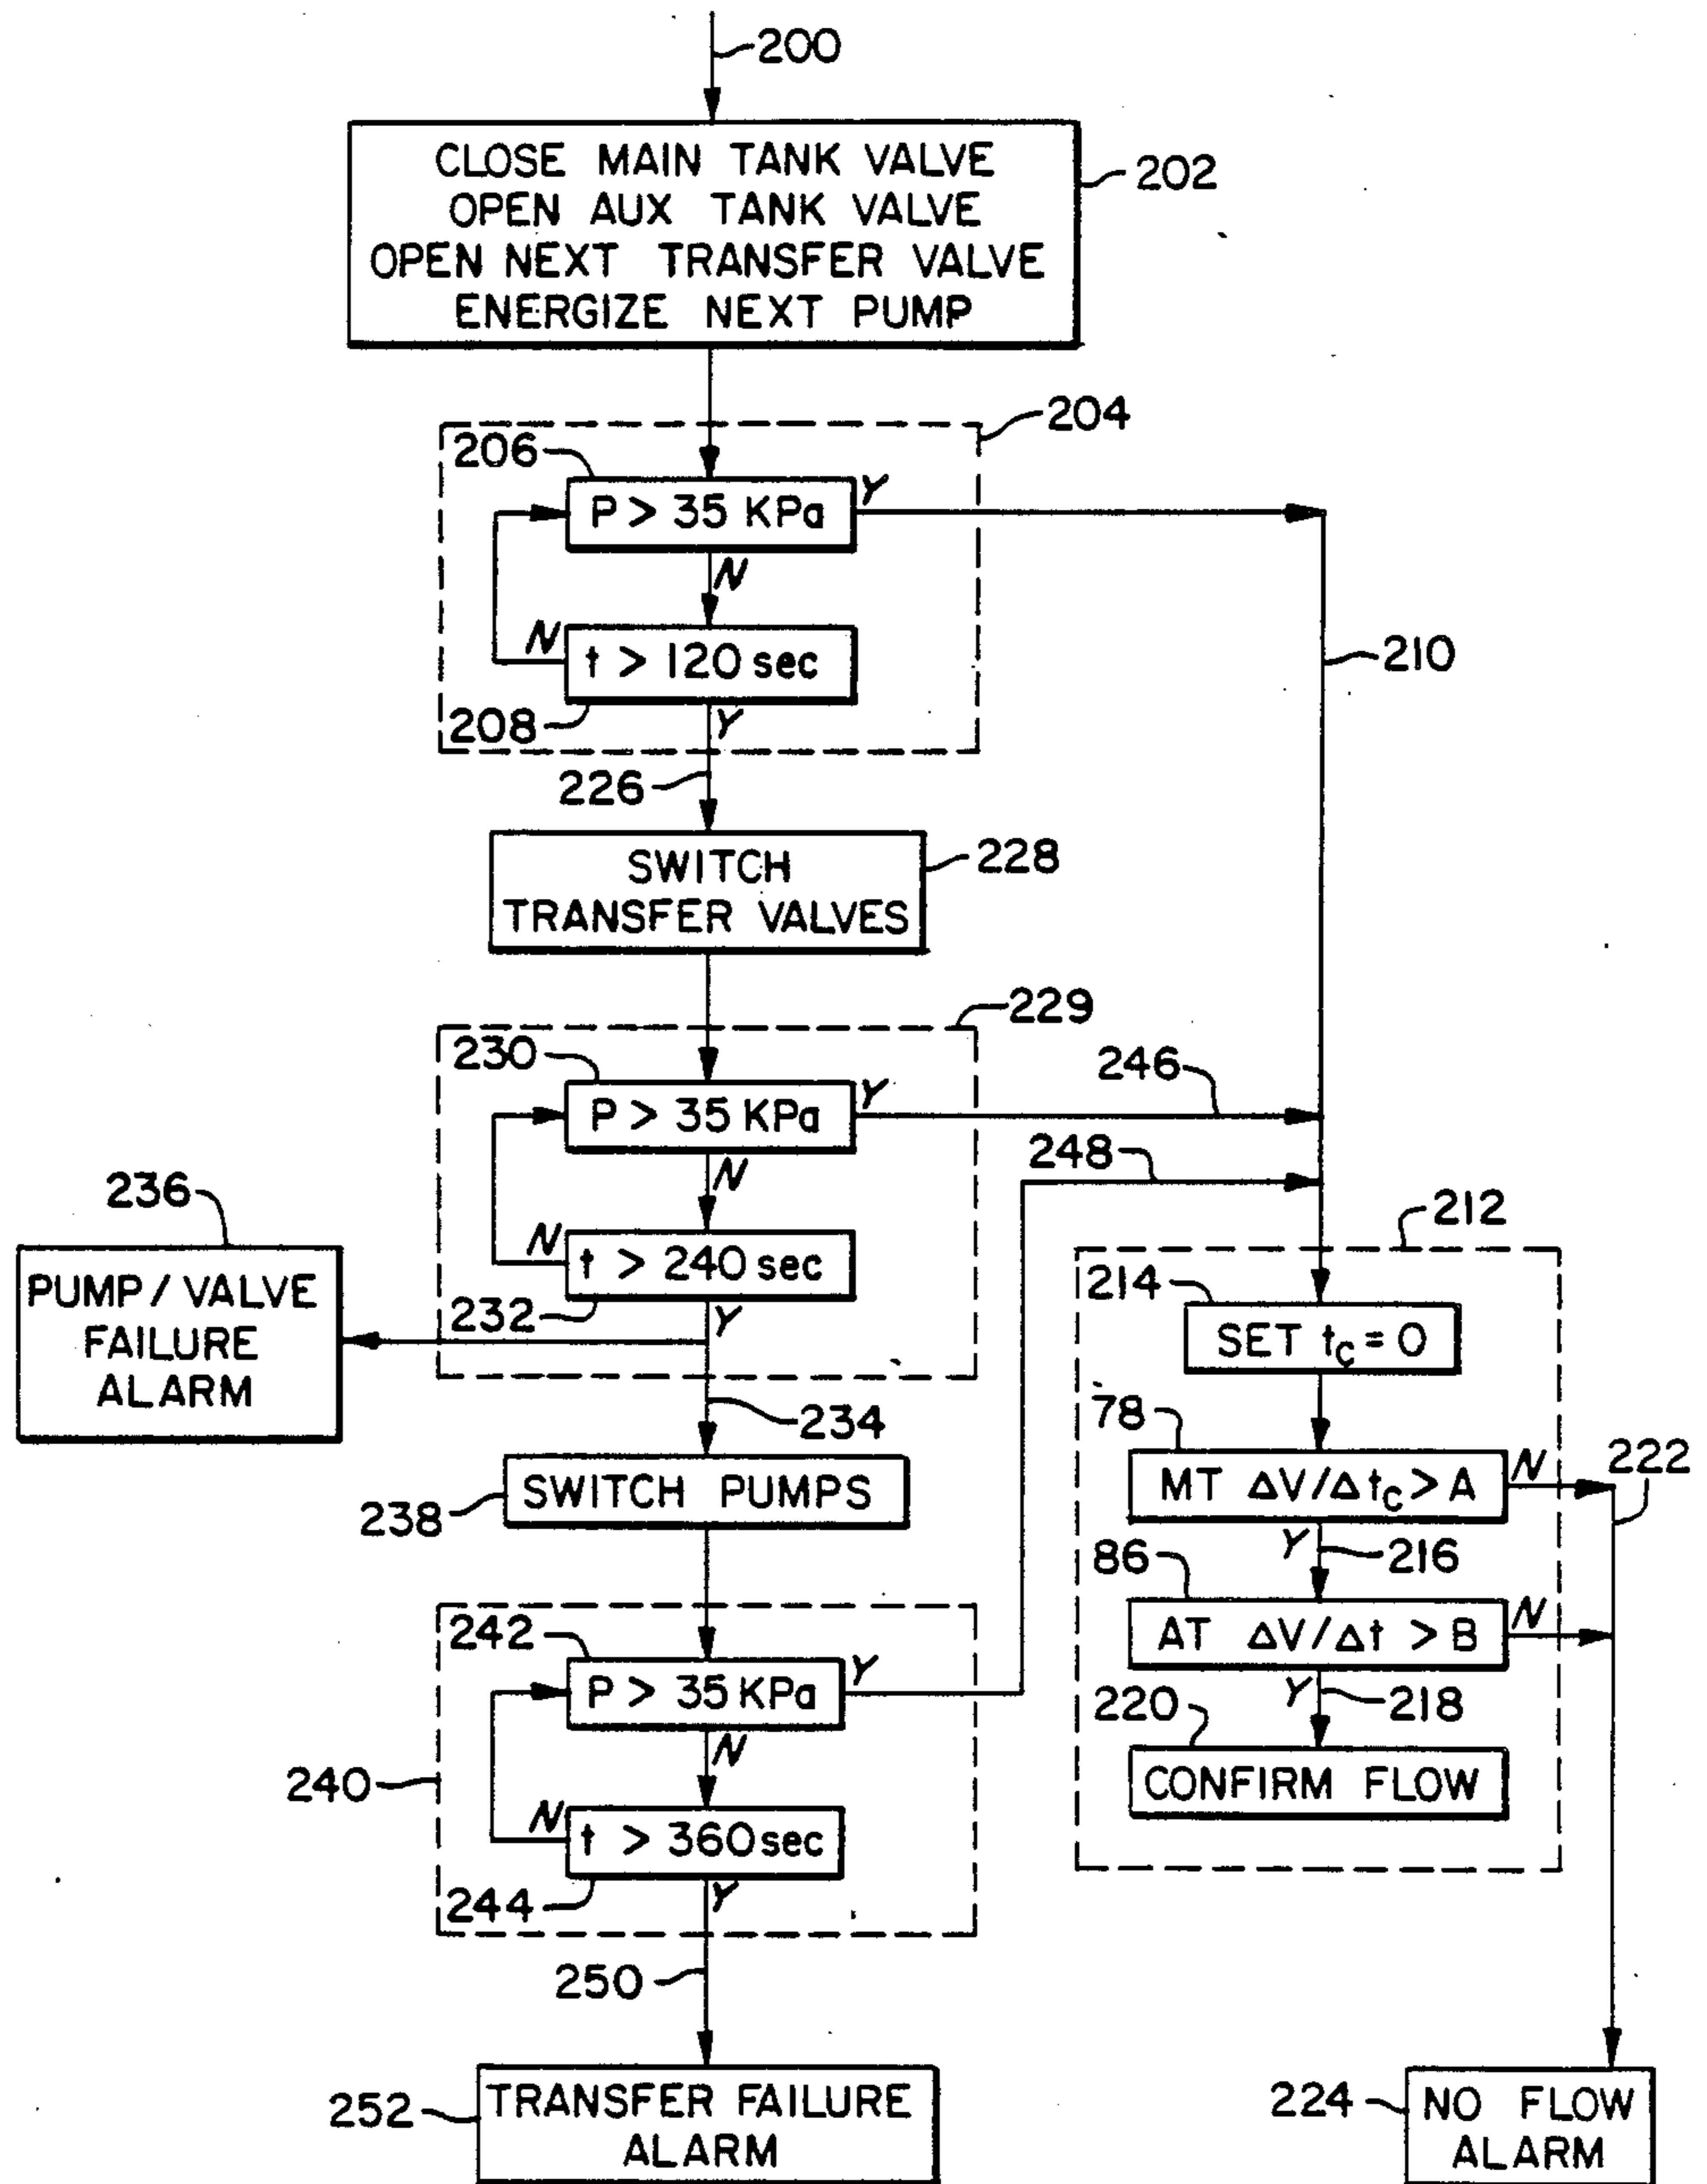 200
CLOSE MAIN TANK VALVE
OPEN AUX TANK VALVE
OPEN NEXT TRANSFER VALVE
ENERGIZE NEXT PUMP
202
204
206
P > 35 KPa
Y
N
210
N
t > 120 sec
208
Y
226
SWITCH
TRANSFER VALVES
228
229
230
P > 35 KPa
Y
246
N
248
236
PUMP / VALVE
FAILURE
ALARM
N
t > 240 sec
232
Y
234
SWITCH PUMPS
238
212
214
SET tc = 0
78
MT ΔV/Δtc > A
N
222
Y
216
86
AT ΔV/Δt > B
N
Y
218
220
CONFIRM FLOW
242
P > 35 KPa
Y
240
N
N
t > 360 sec
244
Y
250
252
TRANSFER FAILURE
ALARM
224
NO FLOW
ALARM